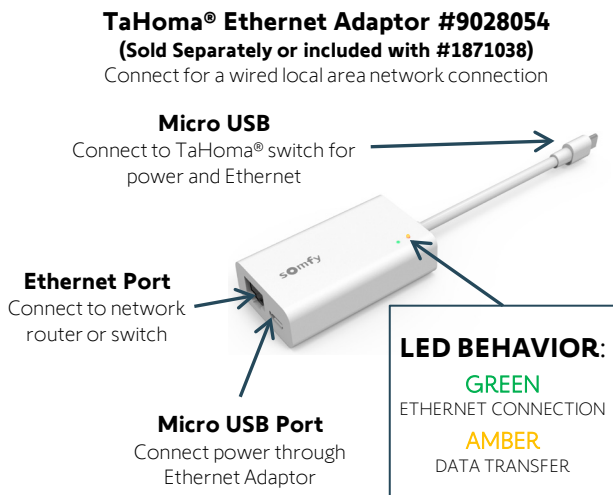 TaHoma® Ethernet Adaptor #9028054
(Sold Separately or included with #1871038)
Connect for a wired local area network connection
Micro USB
Connect to TaHoma® switch for
power and Ethernet
somfy
Ethernet Port
Connect to network
router or switch
LED BEHAVIOR:
GREEN
ETHERNET CONNECTION
AMBER
DATA TRANSFER
Micro USB Port
Connect power through
Ethernet Adaptor